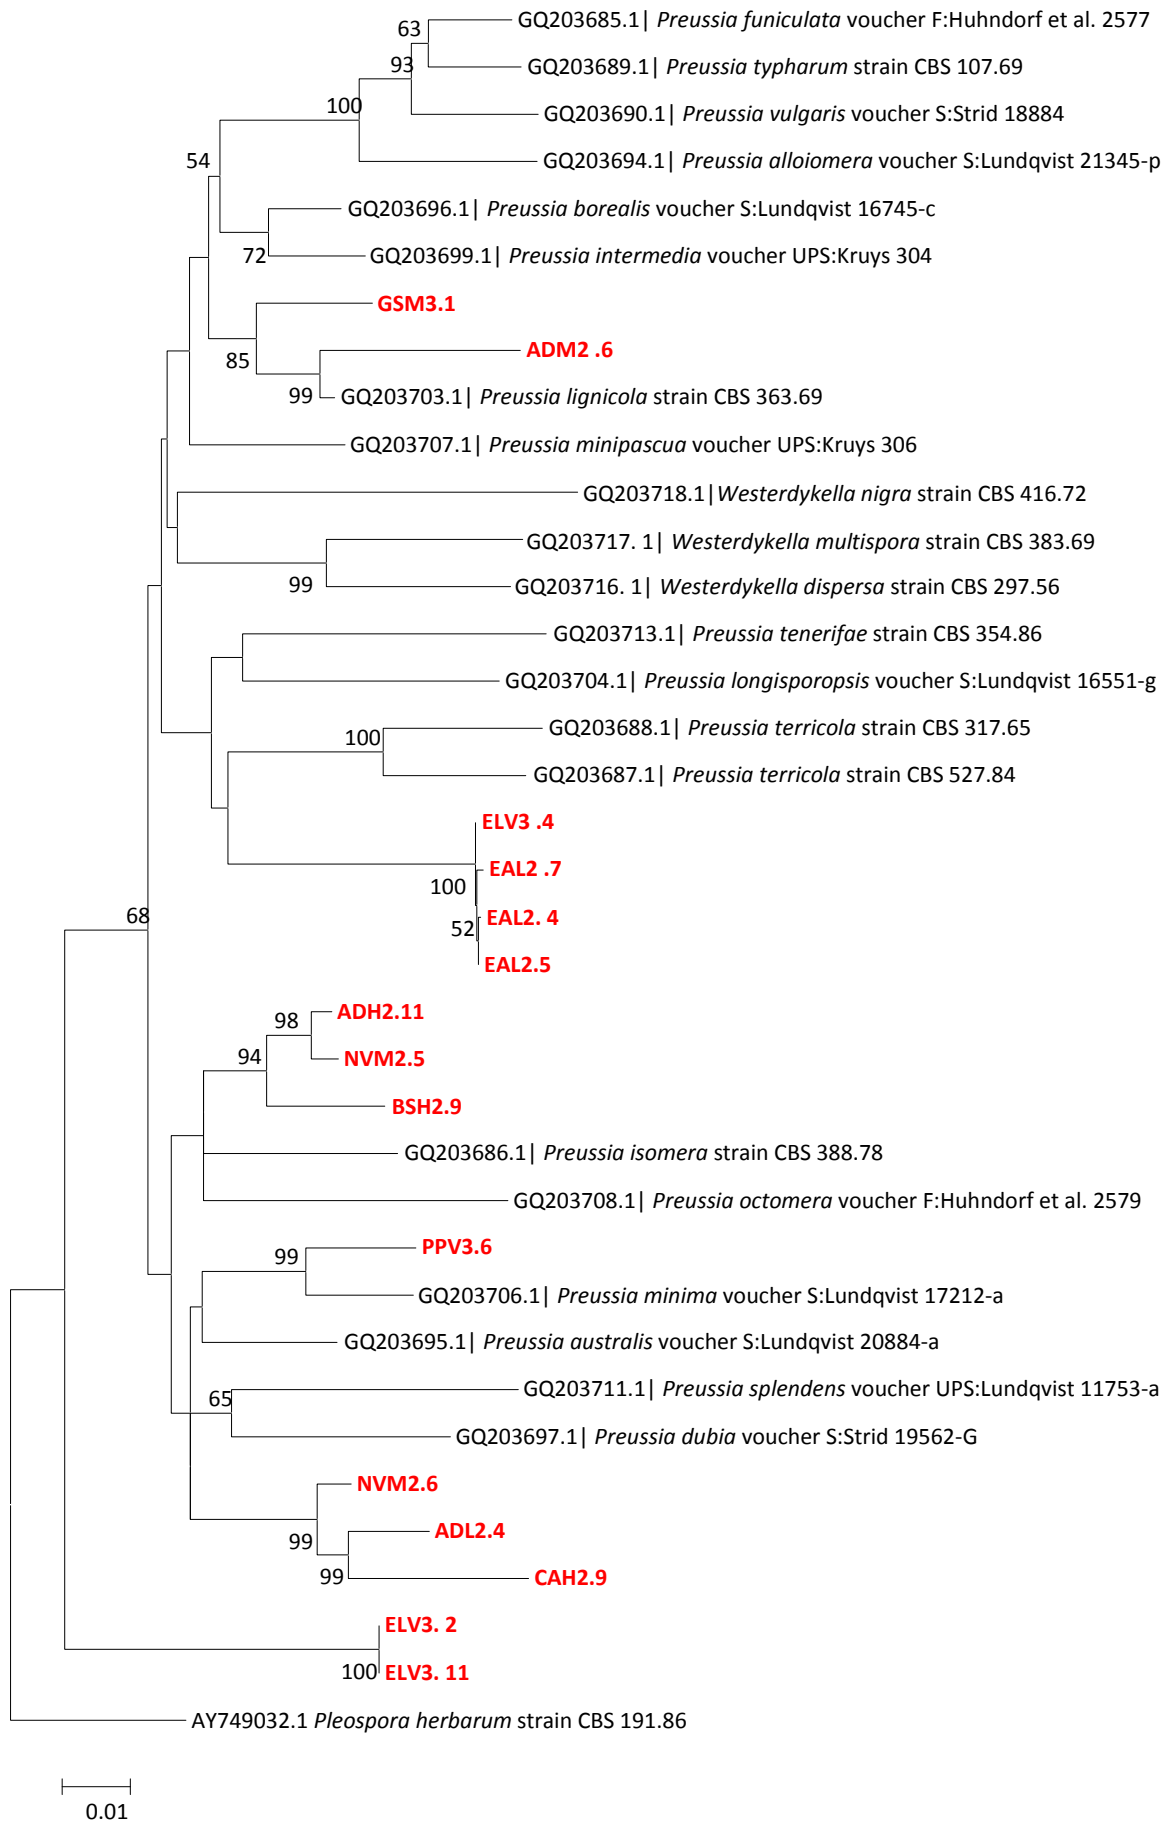 GQ203685.1| Preussia funiculata voucher F:Huhndorf et al. 2577
63
GQ203689.1| Preussia typharum strain CBS 107.69
93
100
GQ203690.1| Preussia vulgaris voucher S:Strid 18884
54
GQ203694.1| Preussia alloiomera voucher S:Lundqvist 21345-p
GQ203696.1| Preussia borealis voucher S:Lundqvist 16745-c
72
GQ203699.1| Preussia intermedia voucher UPS:Kruys 304
GSM3.1
85
ADM2 .6
99
GQ203703.1| Preussia lignicola strain CBS 363.69
GQ203707.1| Preussia minipascua voucher UPS:Kruys 306
GQ203718.1|Westerdykella nigra strain CBS 416.72
GQ203717. 1| Westerdykella multispora strain CBS 383.69
99
GQ203716. 1| Westerdykella dispersa strain CBS 297.56
GQ203713.1| Preussia tenerifae strain CBS 354.86
GQ203704.1| Preussia longisporopsis voucher S:Lundqvist 16551-g
GQ203688.1| Preussia terricola strain CBS 317.65
100
GQ203687.1| Preussia terricola strain CBS 527.84
ELV3 .4
EAL2 .7
100
EAL2. 4
68
52
EAL2.5
ADH2.11
98
94
NVM2.5
BSH2.9
GQ203686.1| Preussia isomera strain CBS 388.78
GQ203708.1| Preussia octomera voucher F:Huhndorf et al. 2579
PPV3.6
99
GQ203706.1| Preussia minima voucher S:Lundqvist 17212-a
GQ203695.1| Preussia australis voucher S:Lundqvist 20884-a
GQ203711.1| Preussia splendens voucher UPS:Lundqvist 11753-a
65
GQ203697.1| Preussia dubia voucher S:Strid 19562-G
NVM2.6
99
ADL2.4
99
CAH2.9
ELV3. 2
100
ELV3. 11
AY749032.1 Pleospora herbarum strain CBS 191.86
0.01